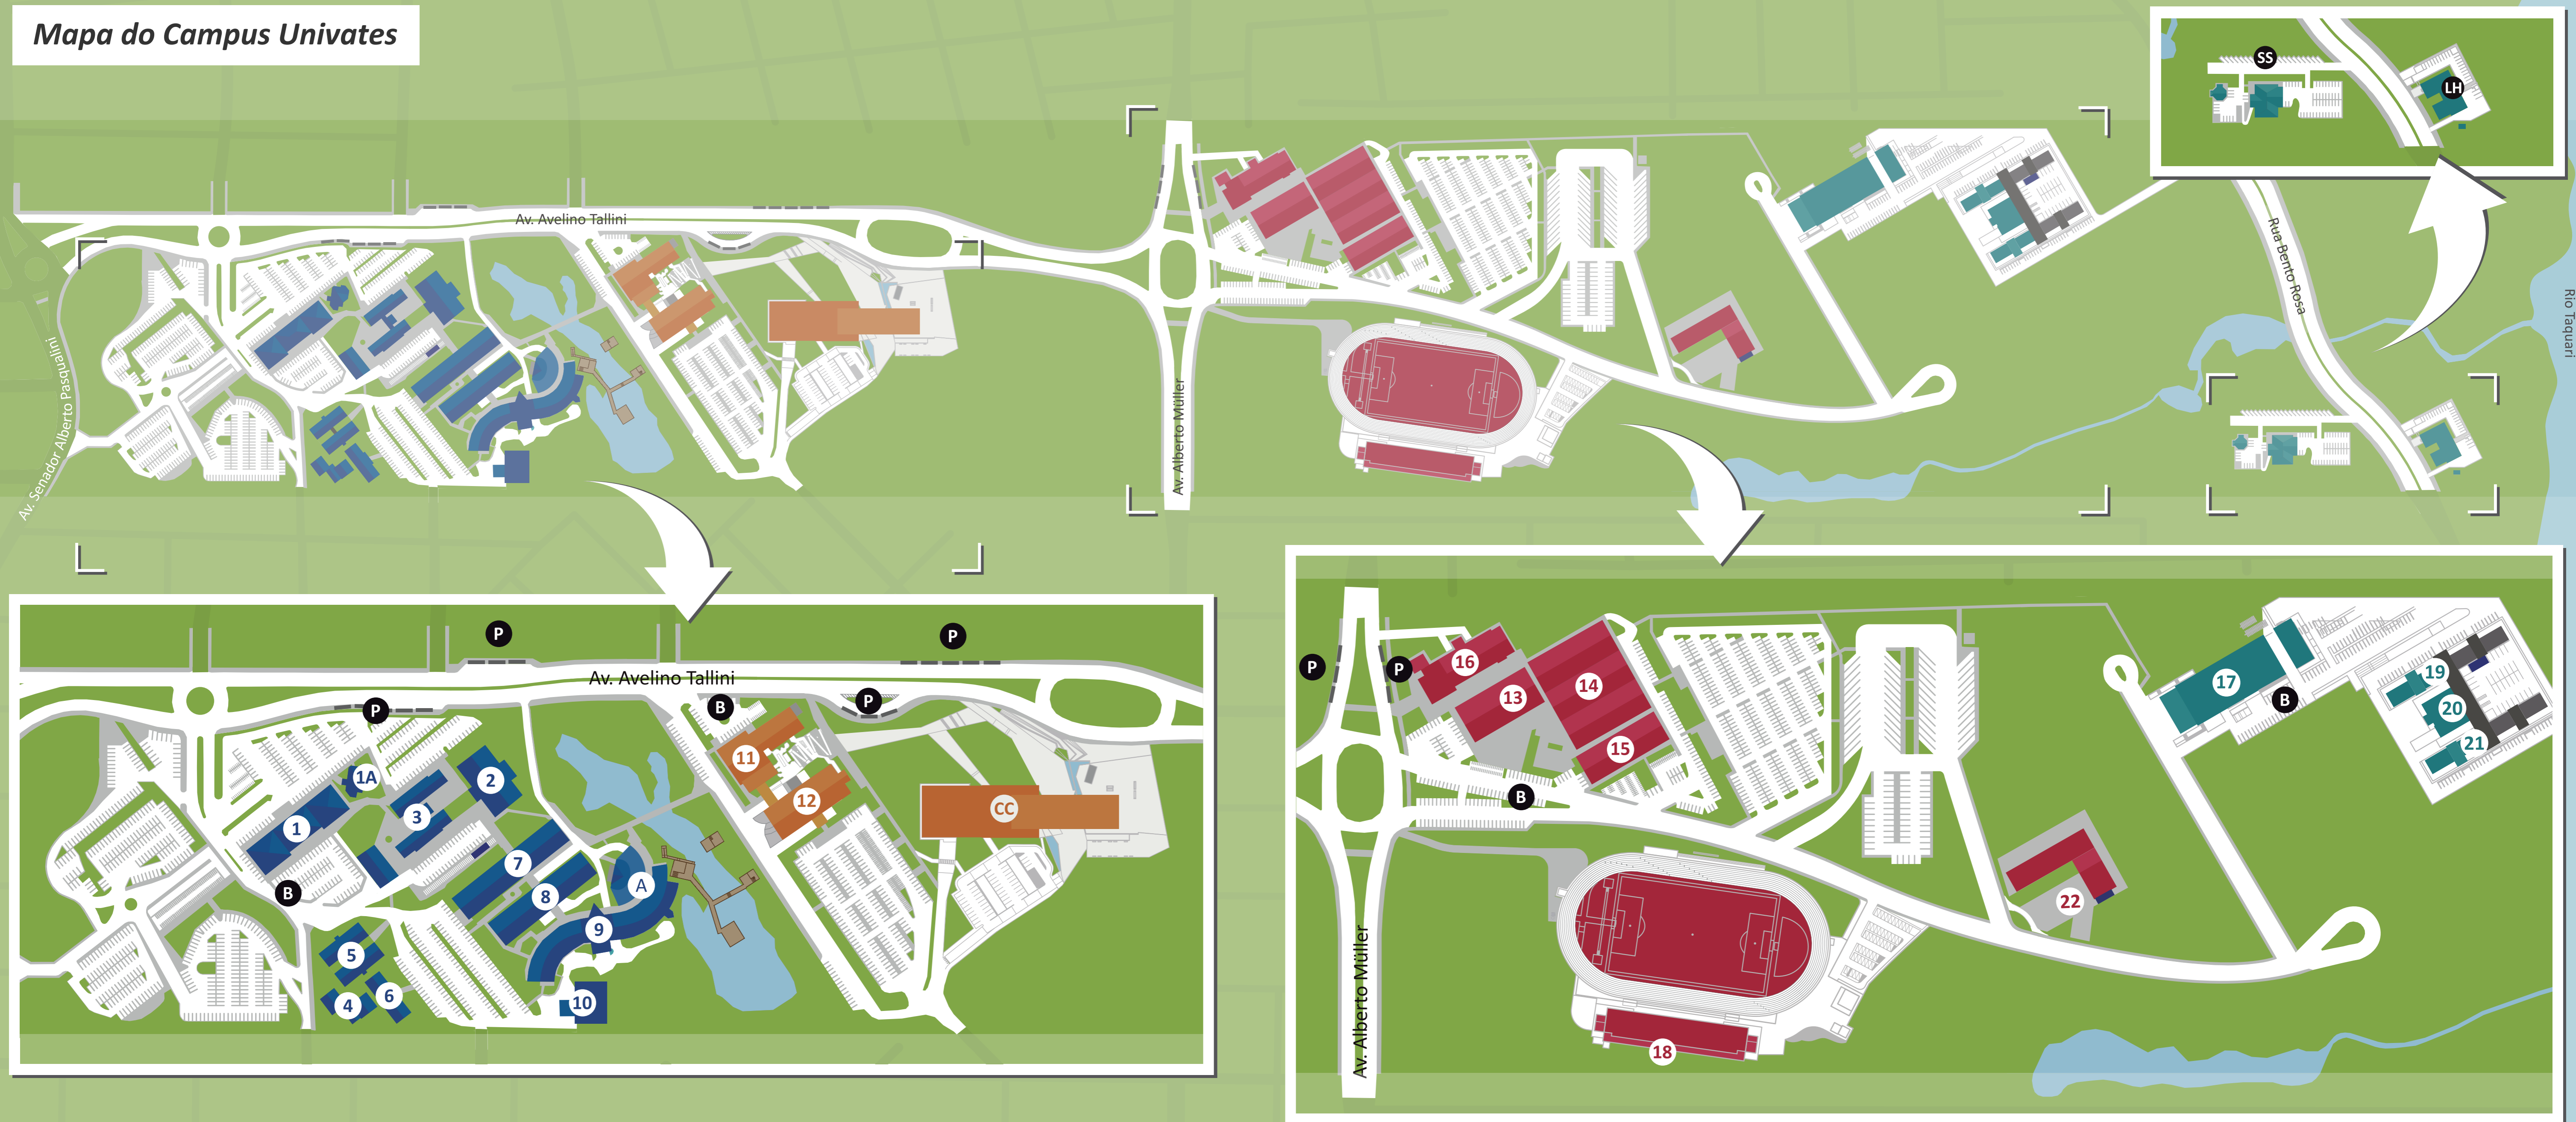 Mapa do Campus Univates
SS
LH
Av. Avelino Tallini
Av. Senador Alberto Pasqualini
Av. Alberto Müller
Rua Bento Rosa
Rio Taquari
P
P
Av. Avelino Tallini
P
B
P
11
1A
2
12
CC
3
1
7
A
8
B
9
5
6
4
10
P
P
16
14
13
15
B
17
19
B
20
21
22
Av. Alberto Müller
18